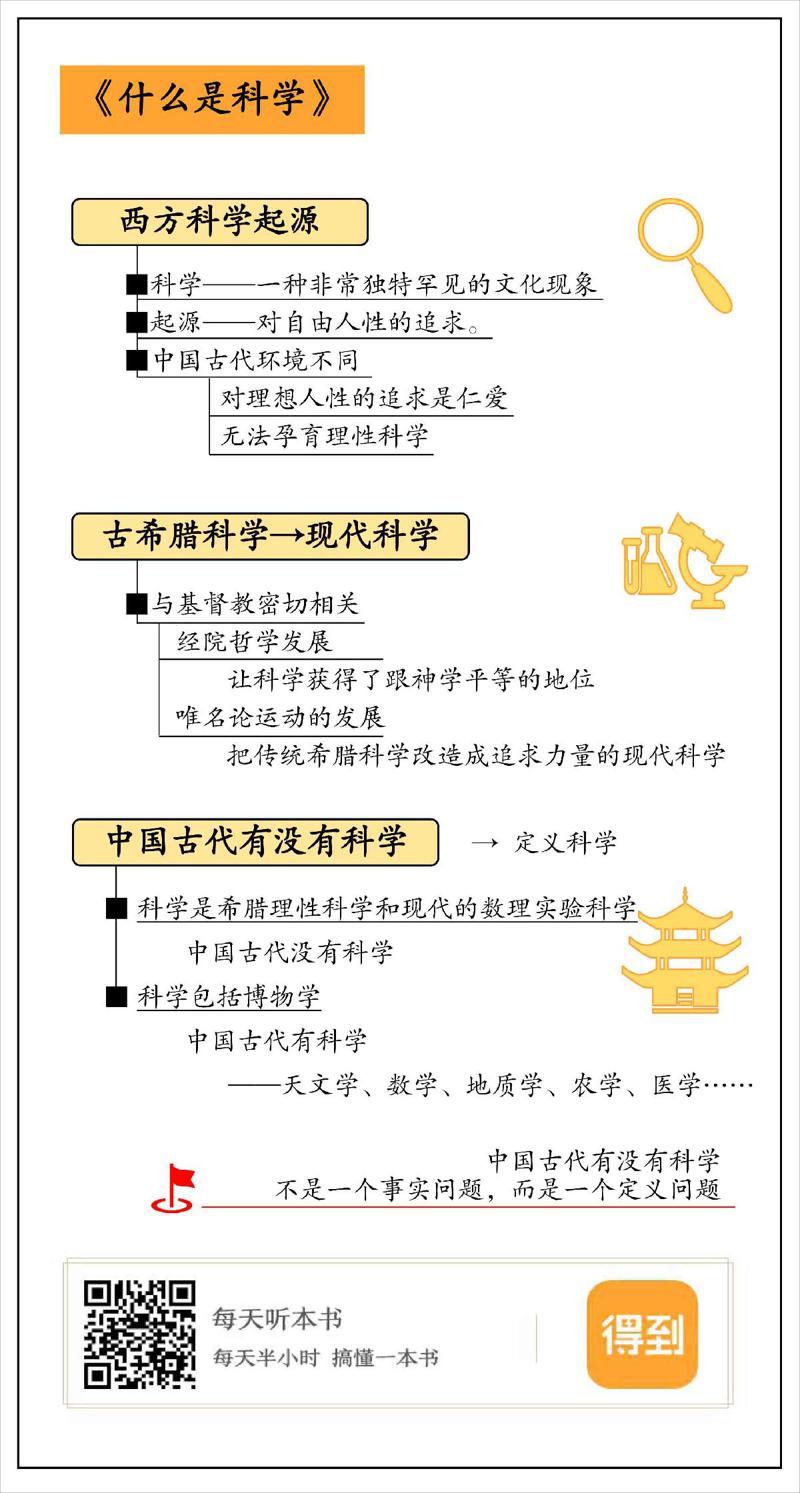 《什么是科学》
西方科学起源
科学——一种非常独特罕见的文化现象
起源——对自由人性的追求。
中国古代环境不同
对理想人性的追求是仁爱
无法孕育理性科学
古希腊科学→现代科学
与基督教密切相关
经院哲学发展
让科学获得了跟神学平等的地位
唯名论运动的发展
把传统希腊科学改造成追求力量的现代科学
中国古代有没有科学 → 定义科学
科学是希腊理性科学和现代的数理实验科学
中国古代没有科学
科学包括博物学
中国古代有科学
——天文学、数学、地质学、农学、医学……
中国古代有没有科学
不是一个事实问题，而是一个定义问题
每天听本书
每天半小时 搞懂一本书
得到